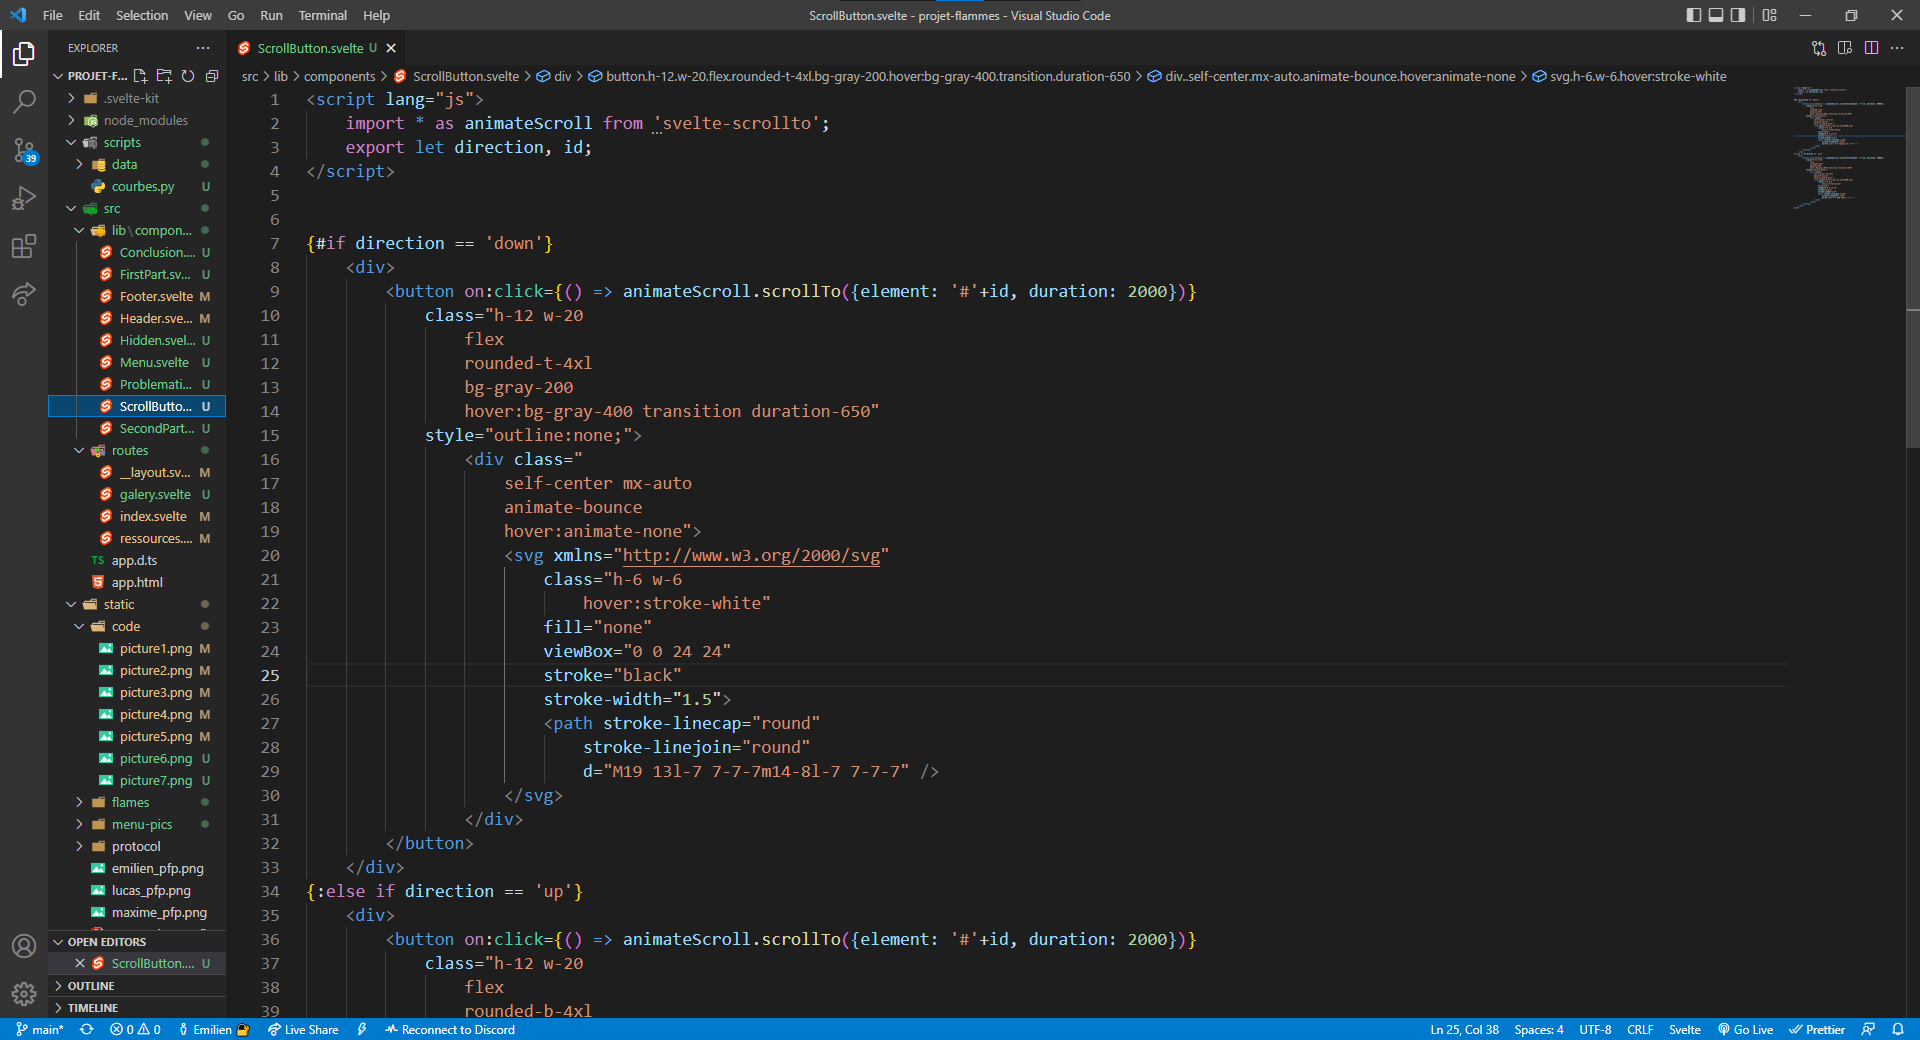 File Edit Selection View Go Run Terminal Help
ScrollButton.svelte - projet-flammes - Visual Studio Code
EXPLORER
PROJET-F...
.svelte-kit
node_modules
scripts
data
courbes.py U
src
lib\compon...
Conclusion.... U
FirstPart.sv... U
Footer.svelte M
Header.sve... M
Hidden.svel... U
Menu.svelte U
Problemati... U
ScrollButto... U
SecondPart... U
routes
__layout.sv... M
galery.svelte U
index.svelte M
ressources.... M
TS app.d.ts
app.html
static
code
picture1.png M
picture2.png M
picture3.png M
picture4.png M
picture5.png M
picture6.png U
picture7.png U
flames
menu-pics
protocol
emilien_pfp.png
lucas_pfp.png
maxime_pfp.png
OPEN EDITORS
ScrollButton.... U
OUTLINE
TIMELINE
39
ScrollButton.svelte U
src > lib > components > ScrollButton.svelte > div > button.h-12.w-20.flex.rounded-t-4xl.bg-gray-200.hover:bg-gray-400.transition.duration-650 > div..self-center.mx-auto.animate-bounce.hover:animate-none > svg.h-6.w-6.hover:stroke-white
1 <script lang="js">
2 import * as animateScroll from 'svelte-scrollto';
3 export let direction, id;
4 </script>
5
6
7 {#if direction == 'down'}
8 <div>
9 <button on:click={() => animateScroll.scrollTo({element: '#'+id, duration: 2000})}
10 class="h-12 w-20
11 flex
12 rounded-t-4xl
13 bg-gray-200
14 hover:bg-gray-400 transition duration-650"
15 style="outline:none;">
16 <div class="
17 self-center mx-auto
18 animate-bounce
19 hover:animate-none">
20 <svg xmlns="http://www.w3.org/2000/svg"
21 class="h-6 w-6
22 hover:stroke-white"
23 fill="none"
24 viewBox="0 0 24 24"
25 stroke="black"
26 stroke-width="1.5">
27 <path stroke-linecap="round"
28 stroke-linejoin="round"
29 d="M19 13l-7 7-7-7m14-8l-7 7-7-7" />
30 </svg>
31 </div>
32 </button>
33 </div>
34 {:else if direction == 'up'}
35 <div>
36 <button on:click={() => animateScroll.scrollTo({element: '#'+id, duration: 2000})}
37 class="h-12 w-20
38 flex
39 rounded-b-4xl
main* 0 0 Emilien Live Share Reconnect to Discord Ln 25, Col 38 Spaces: 4 UTF-8 CRLF Svelte Go Live Prettier